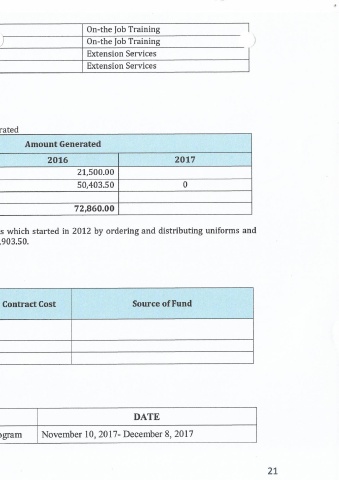 On-the Job Training
On-the Job Training
Extension Services
Extension Services
rated
Amount Generated
2016 2017
21,500.00
50,403.50 0
72,860.00
s which started in 2012 by ordering and distributing uniforms and
,903.50.
Contract Cost Source of Fund
DATE
ogram November 10, 2017- December 8, 2017
21